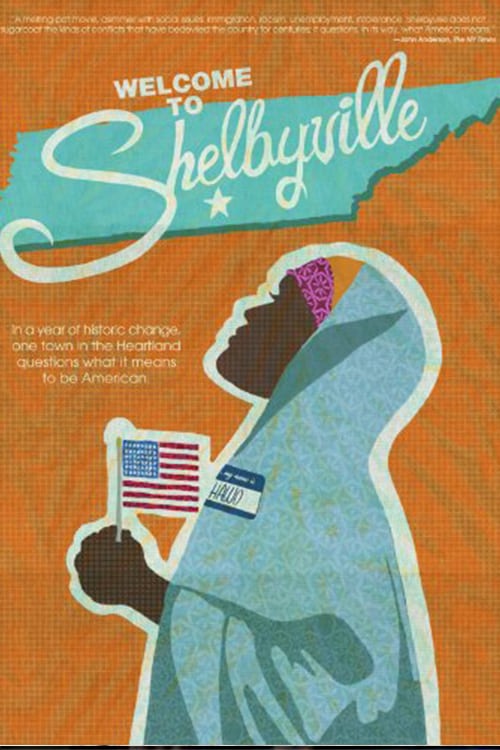 "A melting pot movie, asimmer with social issues: immigration, racism, unemployment, intolerance. Shelbyville does not
sugarcoat the kinds of conflicts that have bedeviled the country for centuries; it questions, in its way, what America means."
—John Anderson, The NY Times
WELCOME
TO
Shelbyville
In a year of historic change,
one town in the Heartland
questions what it means
to be American.
my name is
HAWO